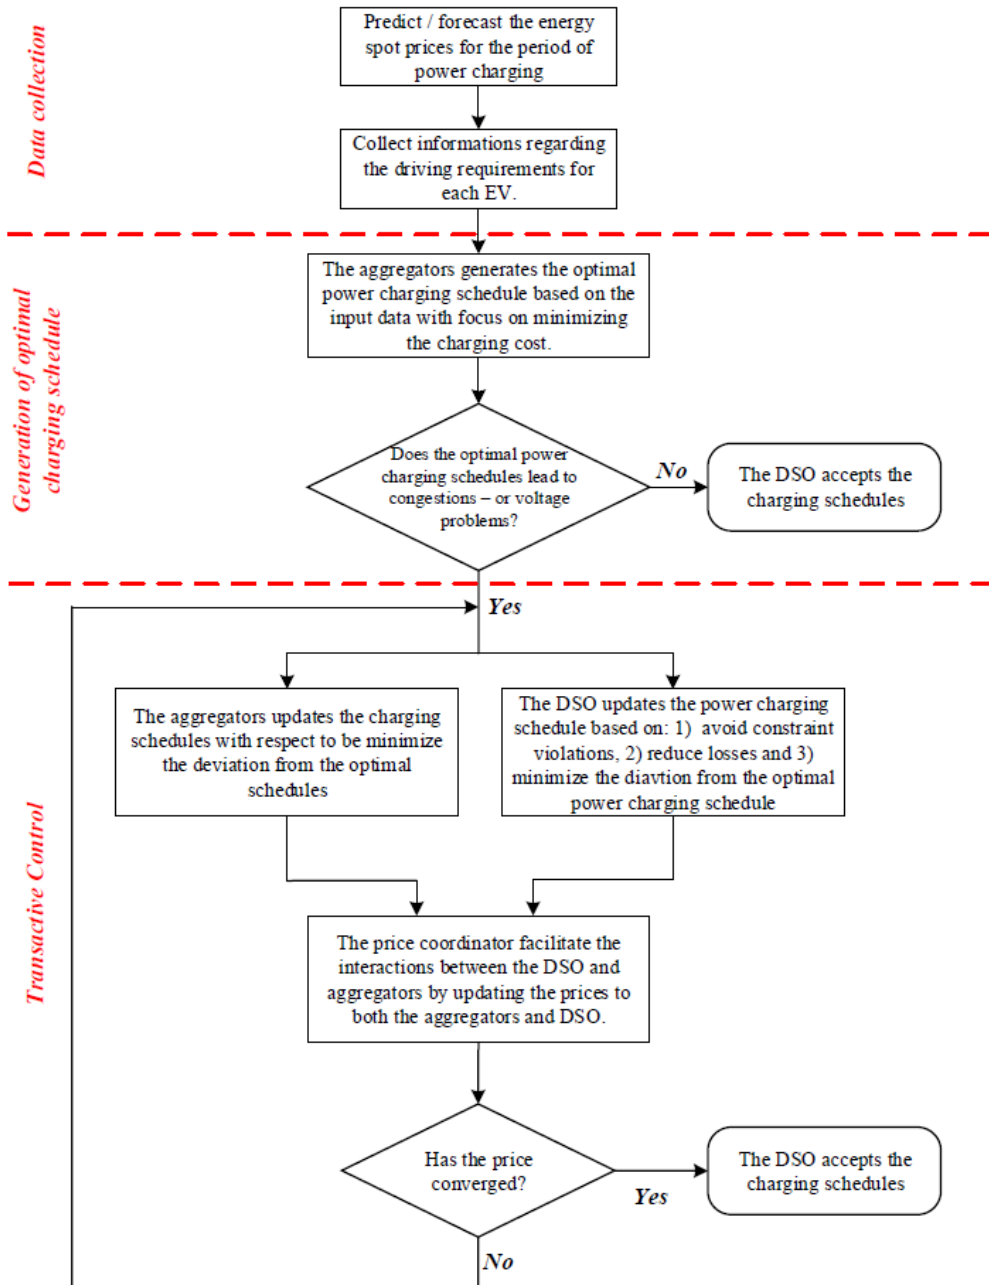 Data collection
Predict / forecast the energy
spot prices for the period of
power charging
Collect informations regarding
the driving requirements for
each EV.
Generation of optimal
charging schedule
The aggregators generates the optimal
power charging schedule based on the
input data with focus on minimizing
the charging cost.
Does the optimal power
charging schedules lead to
congestions – or voltage
problems?
No
The DSO accepts the
charging schedules
Yes
Transactive Control
The aggregators updates the charging
schedules with respect to be minimize
the deviation from the optimal
schedules
The DSO updates the power charging
schedule based on: 1) avoid constraint
violations, 2) reduce losses and 3)
minimize the diavtion from the optimal
power charging schedule
The price coordinator facilitate the
interactions between the DSO and
aggregators by updating the prices to
both the aggregators and DSO.
Has the price
converged?
Yes
The DSO accepts the
charging schedules
No